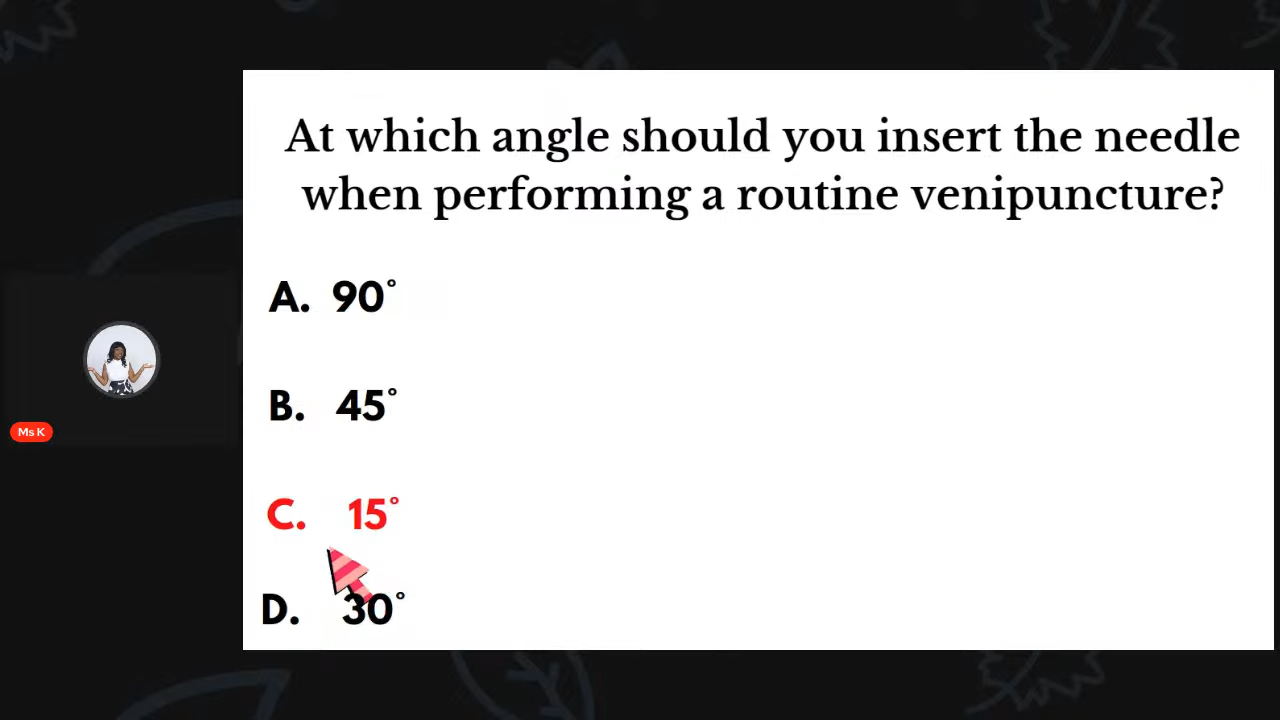 At which angle should you insert the needle
when performing a routine venipuncture?
A. 90°
B. 45°
C. 15°
D. 30°
Ms K